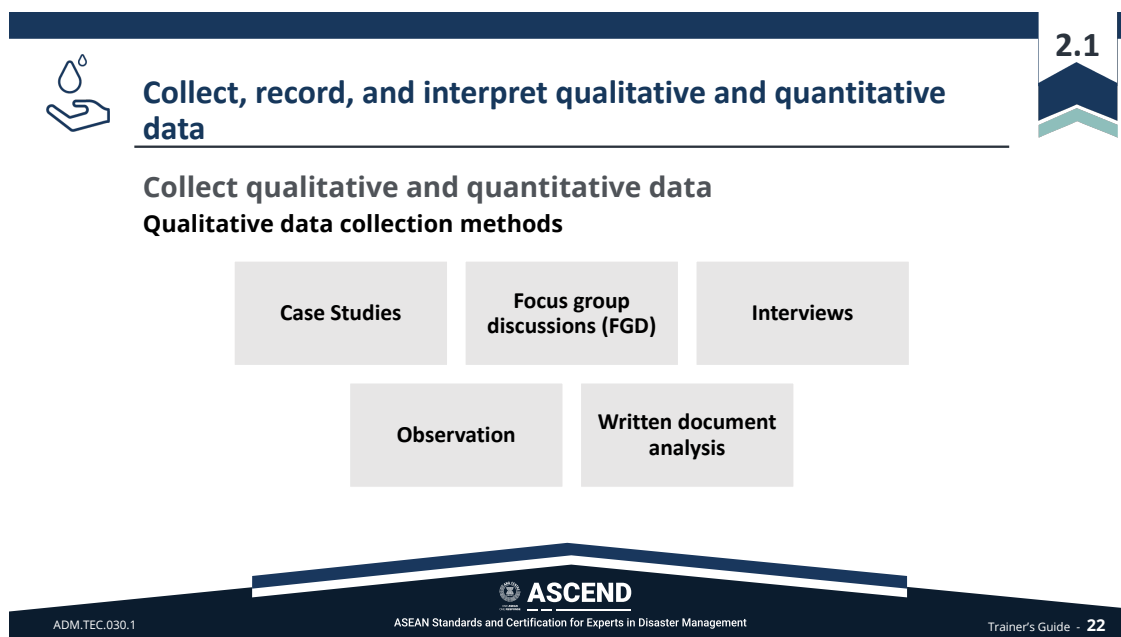 2.1
Collect, record, and interpret qualitative and quantitative
data
Collect qualitative and quantitative data
Qualitative data collection methods
Case Studies
Focus group
discussions (FGD)
Interviews
Observation
Written document
analysis
ASCEND
ADM.TEC.030.1
ASEAN Standards and Certification for Experts in Disaster Management
Trainer's Guide - 22